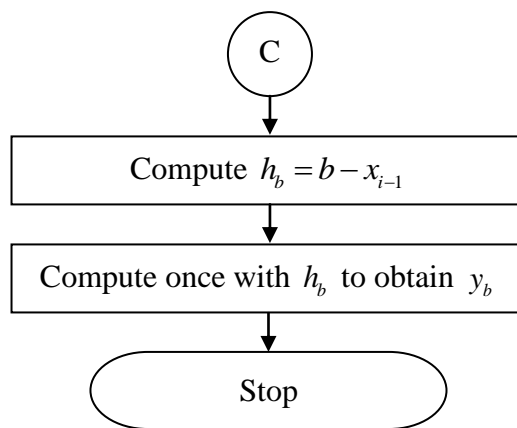 C
Compute $h_b = b - x_{i-1}$
Compute once with $h_b$ to obtain $y_b$
Stop